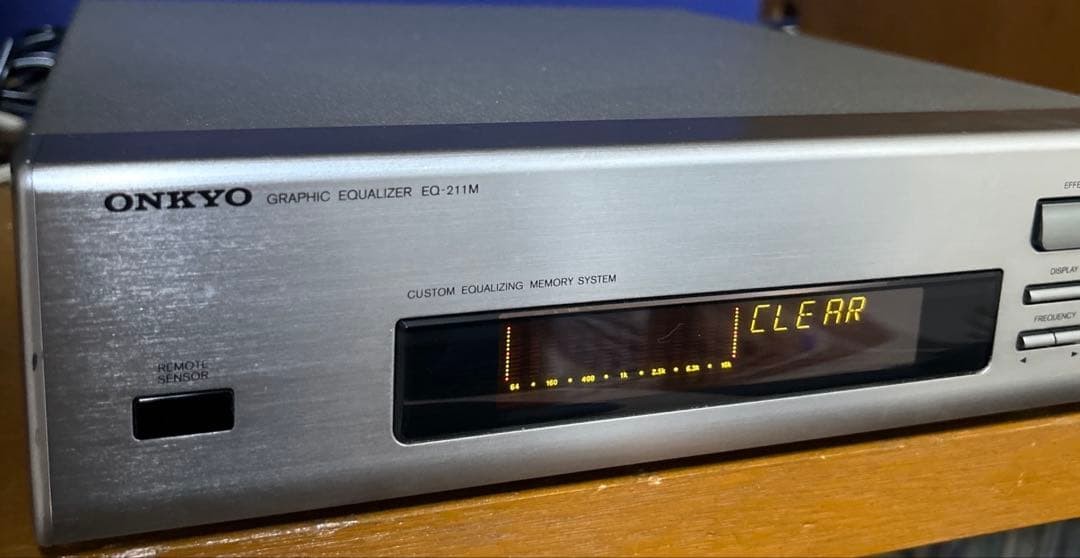 ONKYO GRAPHIC EQUALIZER EQ-211M
CUSTOM EQUALIZING MEMORY SYSTEM
CLEAR
64 • 160 • 400 • 1k • 2.5k • 6.3k • 16k
REMOTE
SENSOR
EFFE
DISPLAY
FREQUENCY